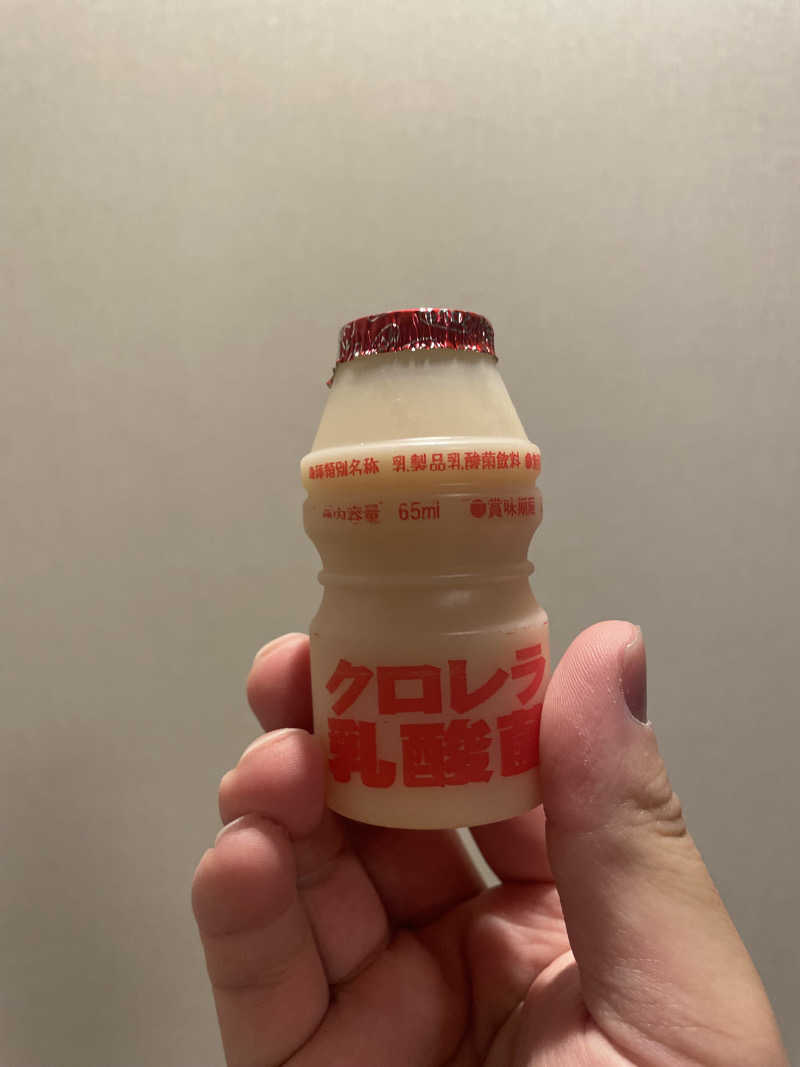 種類別名称 乳製品乳酸菌飲料 ●
内容量 65ml ●賞味期限
クロレラ
乳酸菌